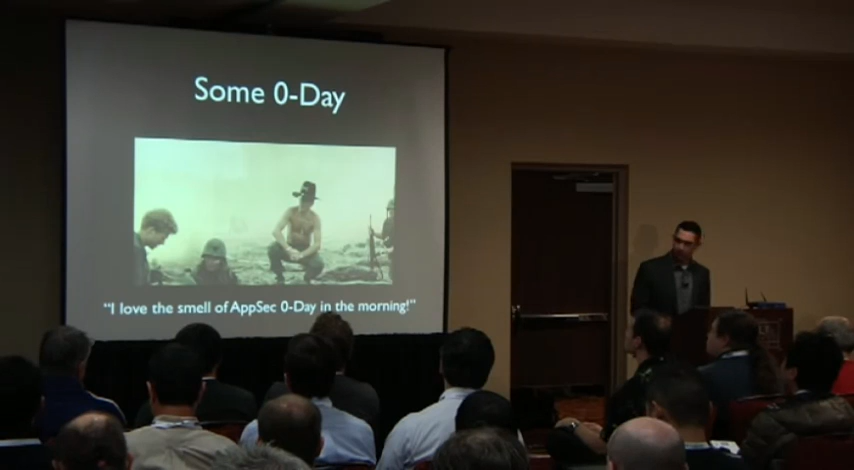 Some 0-Day
"I love the smell of AppSec 0-Day in the morning!"